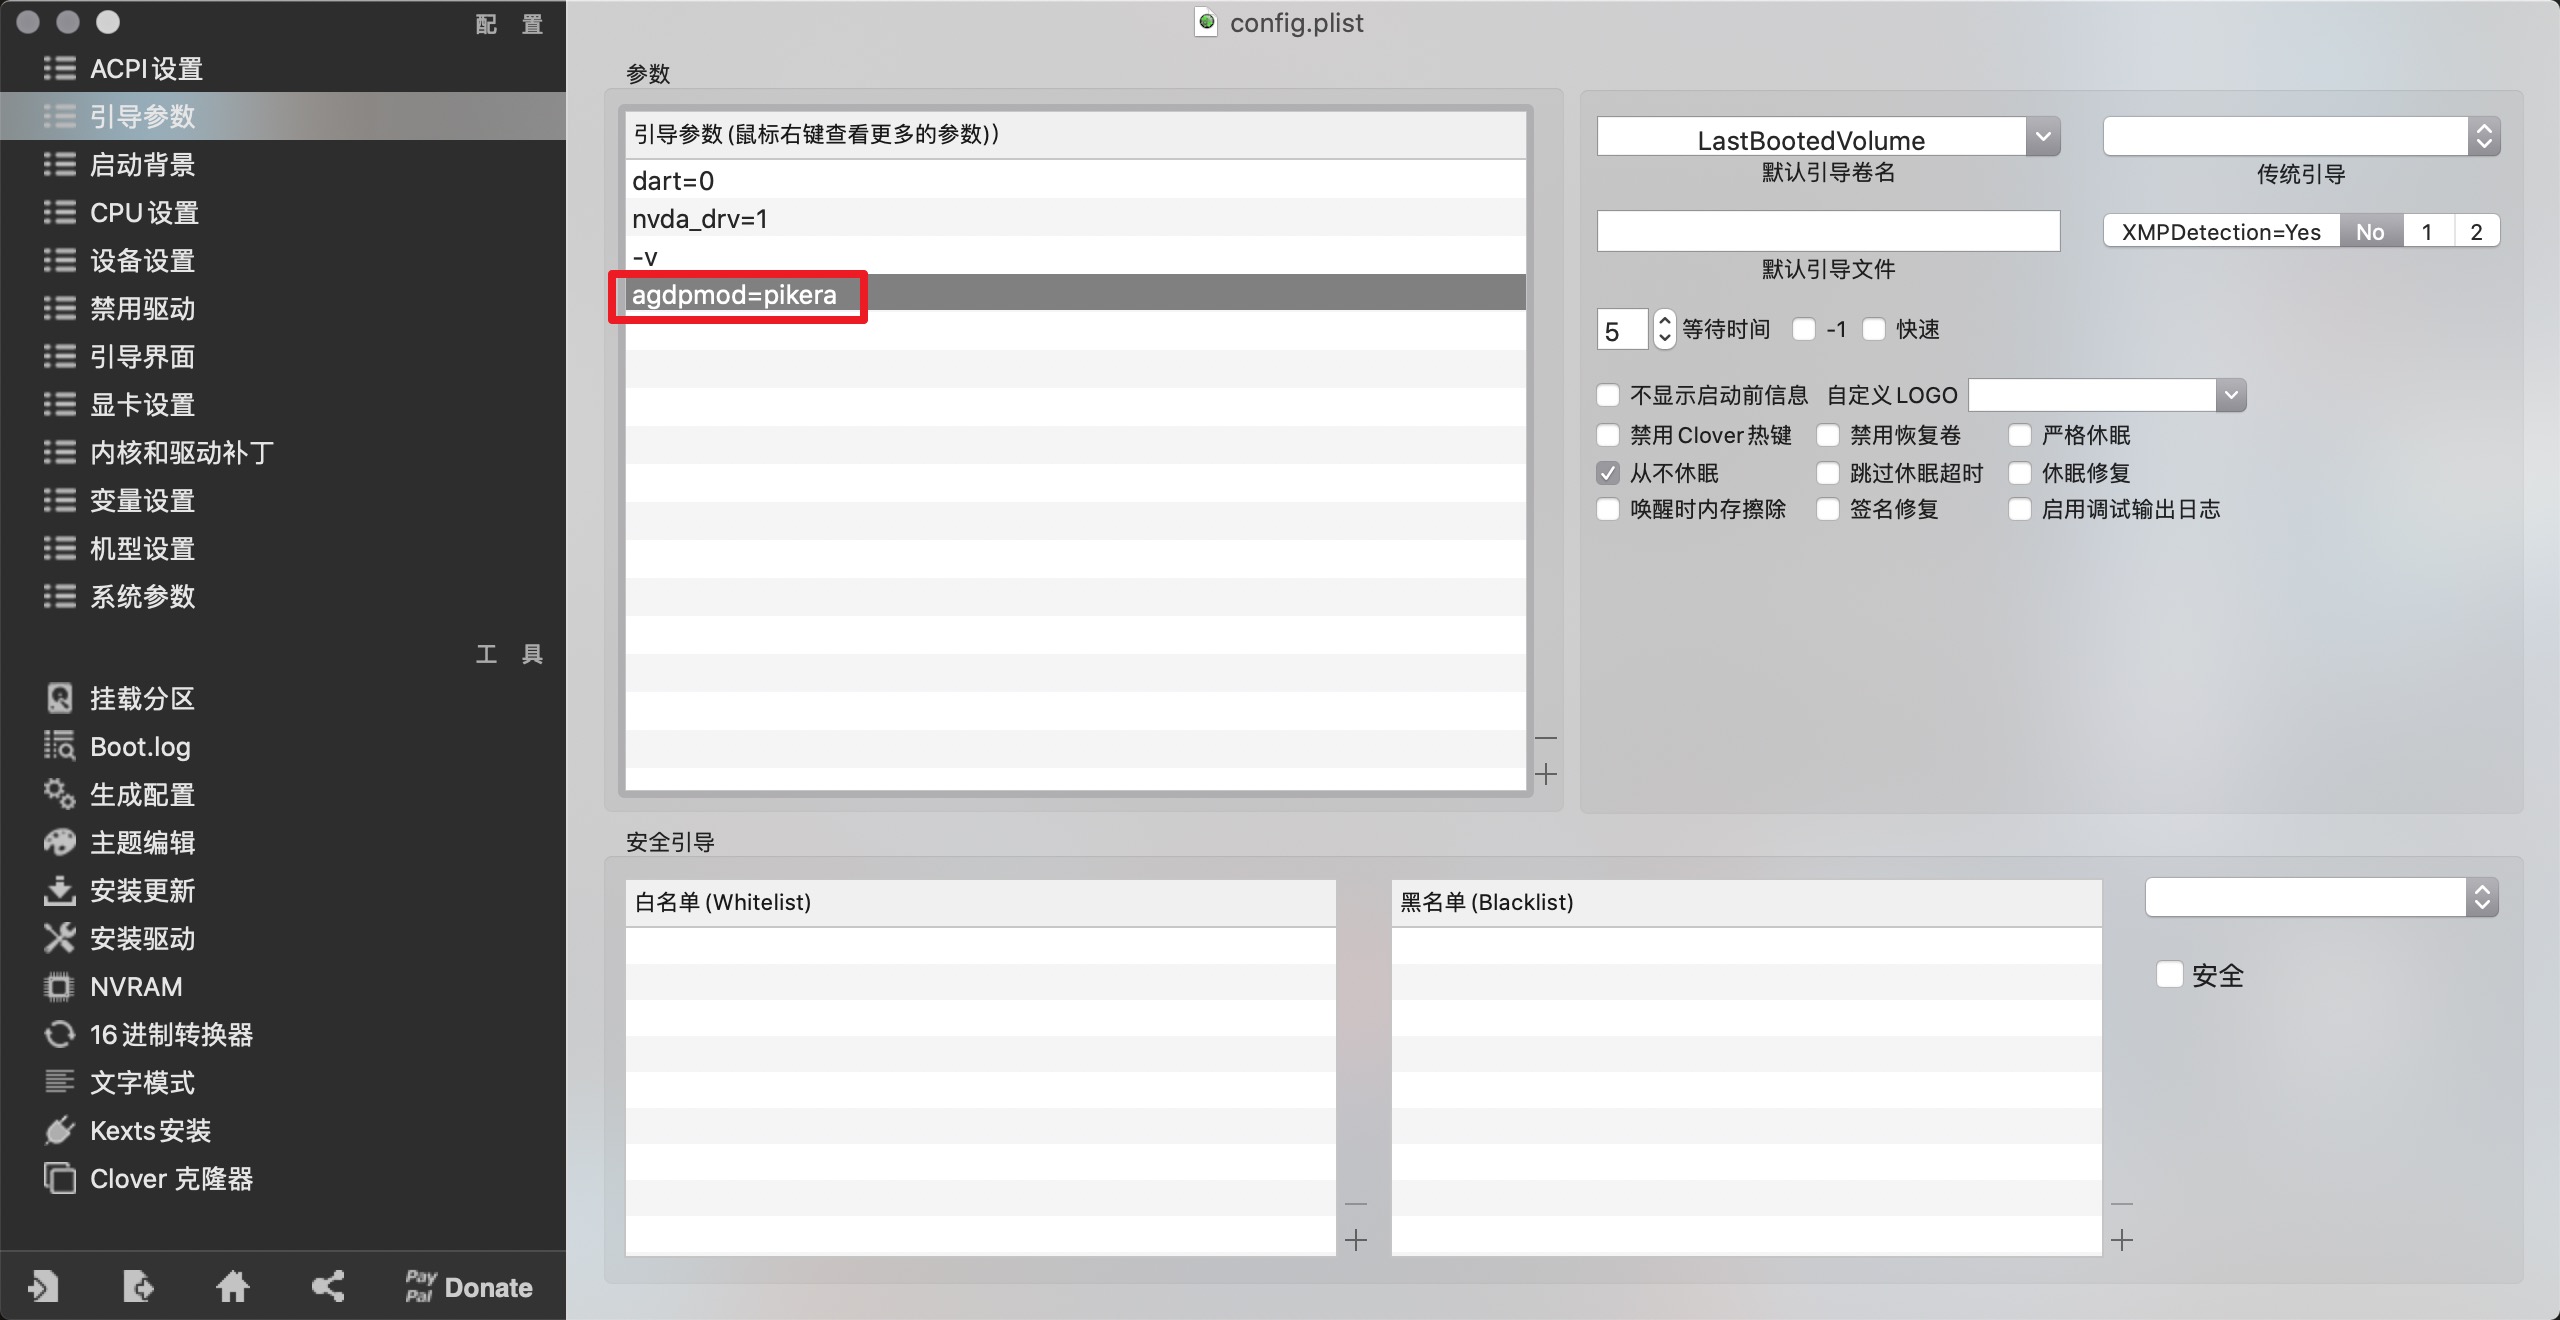 配 置
ACPI设置
引导参数
启动背景
CPU设置
设备设置
禁用驱动
引导界面
显卡设置
内核和驱动补丁
变量设置
机型设置
系统参数
工 具
挂载分区
Boot.log
生成配置
主题编辑
安装更新
安装驱动
NVRAM
16进制转换器
文字模式
Kexts安装
Clover 克隆器
Pay
Pal
Donate
config.plist
参数
引导参数(鼠标右键查看更多的参数))
dart=0
nvda_drv=1
-v
agdpmod=pikera
LastBootedVolume
默认引导卷名
传统引导
默认引导文件
XMPDetection=Yes No 1 2
5 等待时间 -1 快速
不显示启动前信息 自定义LOGO
禁用Clover热键 禁用恢复卷 严格休眠
从不休眠 跳过休眠超时 休眠修复
唤醒时内存擦除 签名修复 启用调试输出日志
安全引导
白名单(Whitelist)
黑名单(Blacklist)
安全